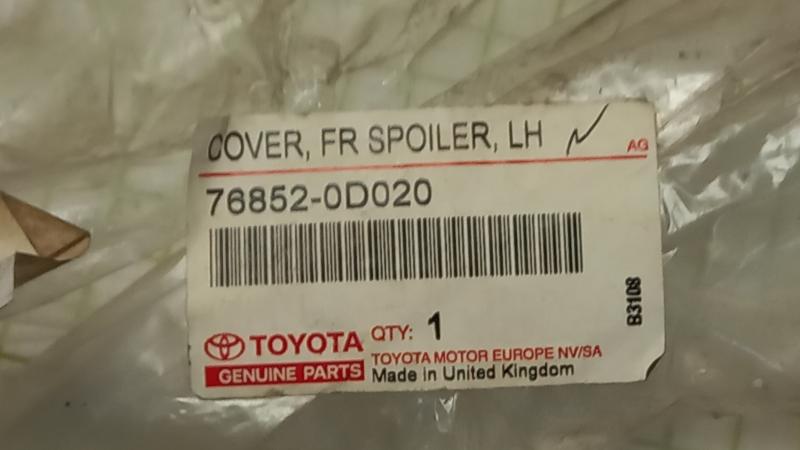 COVER, FR SPOILER, LH
AG
76852-0D020
B3108
TOYOTA QTY: 1
GENUINE PARTS
TOYOTA MOTOR EUROPE NV/SA
Made in United Kingdom